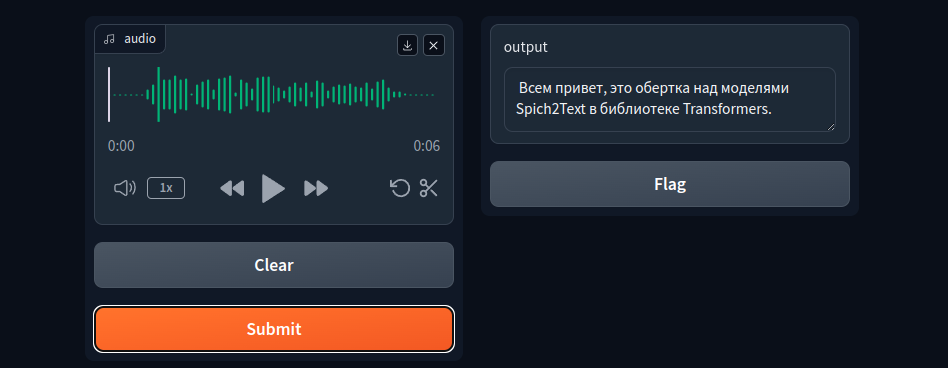 audio
0:00
0:06
1x
Clear
Submit
output
Всем привет, это обертка над моделями
Spich2Text в библиотеке Transformers.
Flag